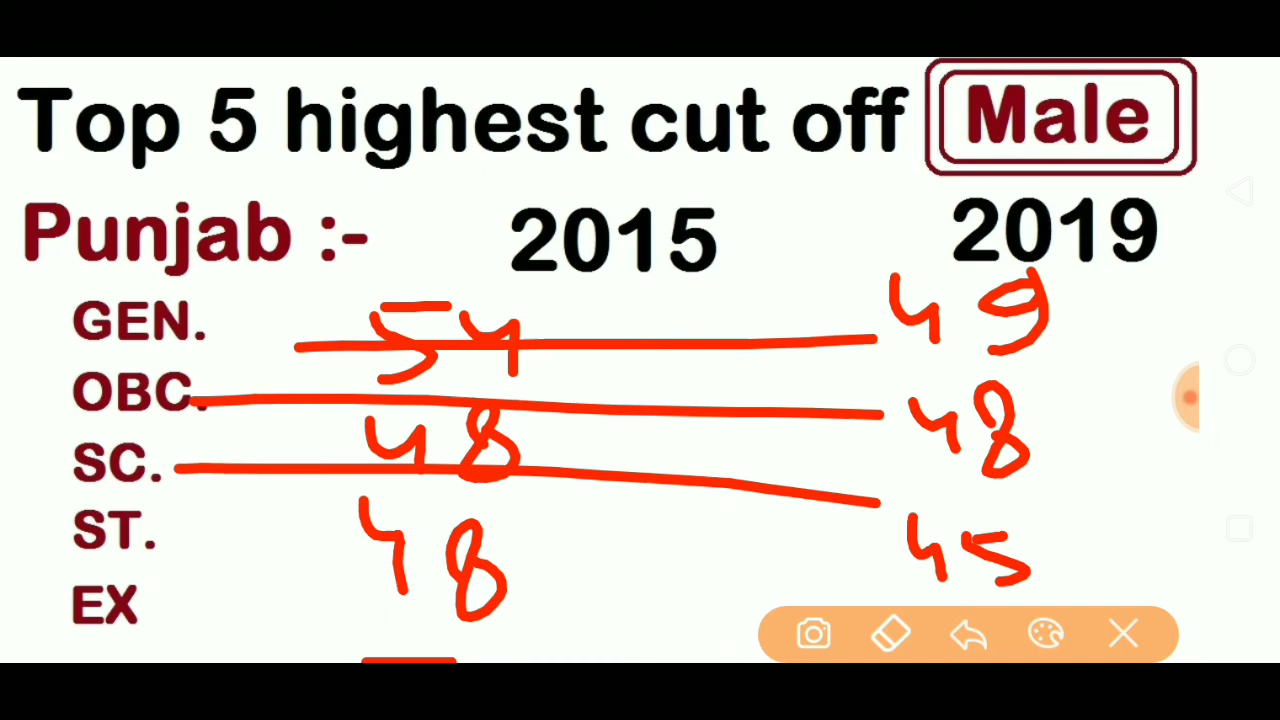 Top 5 highest cut off Male
Punjab :- 2015 2019
GEN. 54 49
OBC. 48 48
SC. 48 45
ST.
EX